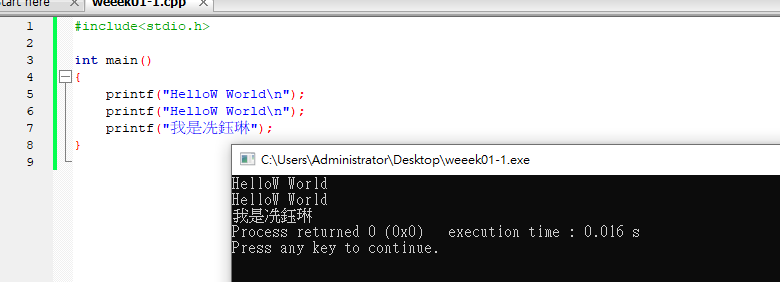 Start here
weeek01-1.cpp
1 #include<stdio.h>
2
3 int main()
4 {
5 printf("HelloW World\n");
6 printf("HelloW World\n");
7 printf("我是冼鈺琳");
8 }
9
C:\Users\Administrator\Desktop\weeek01-1.exe
HelloW World
HelloW World
我是冼鈺琳
Process returned 0 (0x0)   execution time : 0.016 s
Press any key to continue.